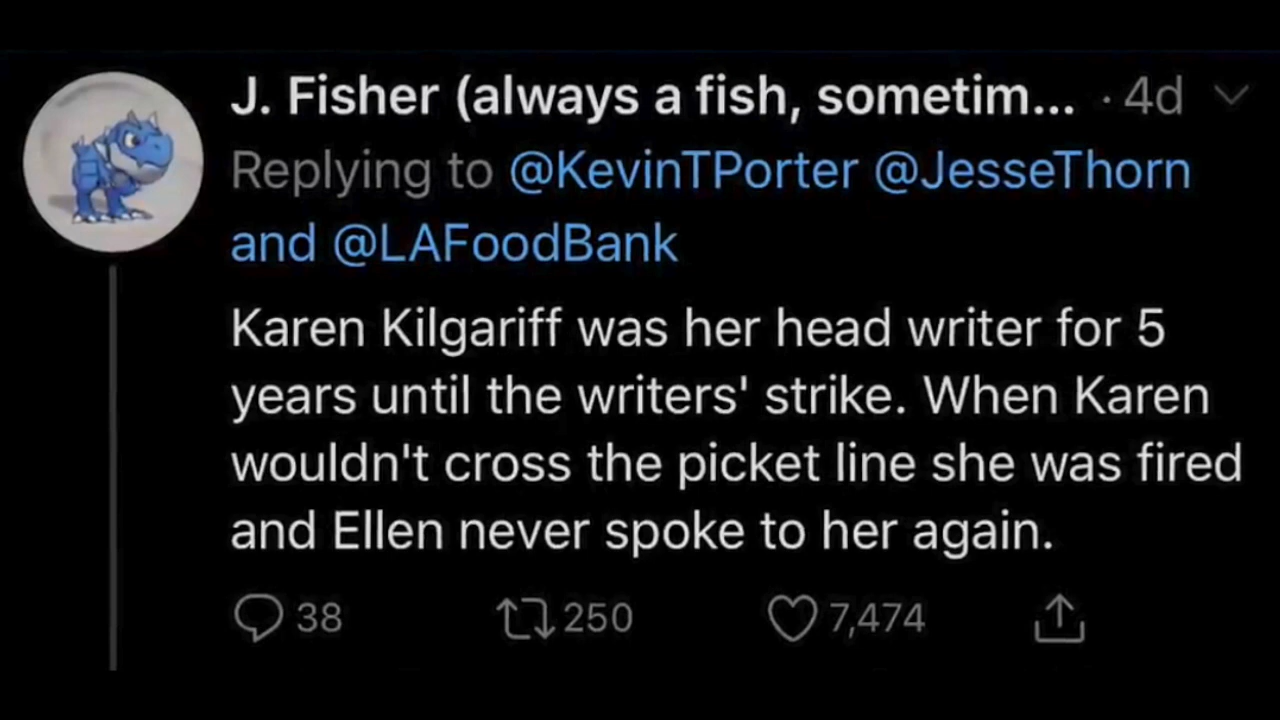 J. Fisher (always a fish, sometim... · 4d
Replying to @KevinTPorter @JesseThorn
and @LAFoodBank
Karen Kilgariff was her head writer for 5
years until the writers' strike. When Karen
wouldn't cross the picket line she was fired
and Ellen never spoke to her again.
38 250 7,474